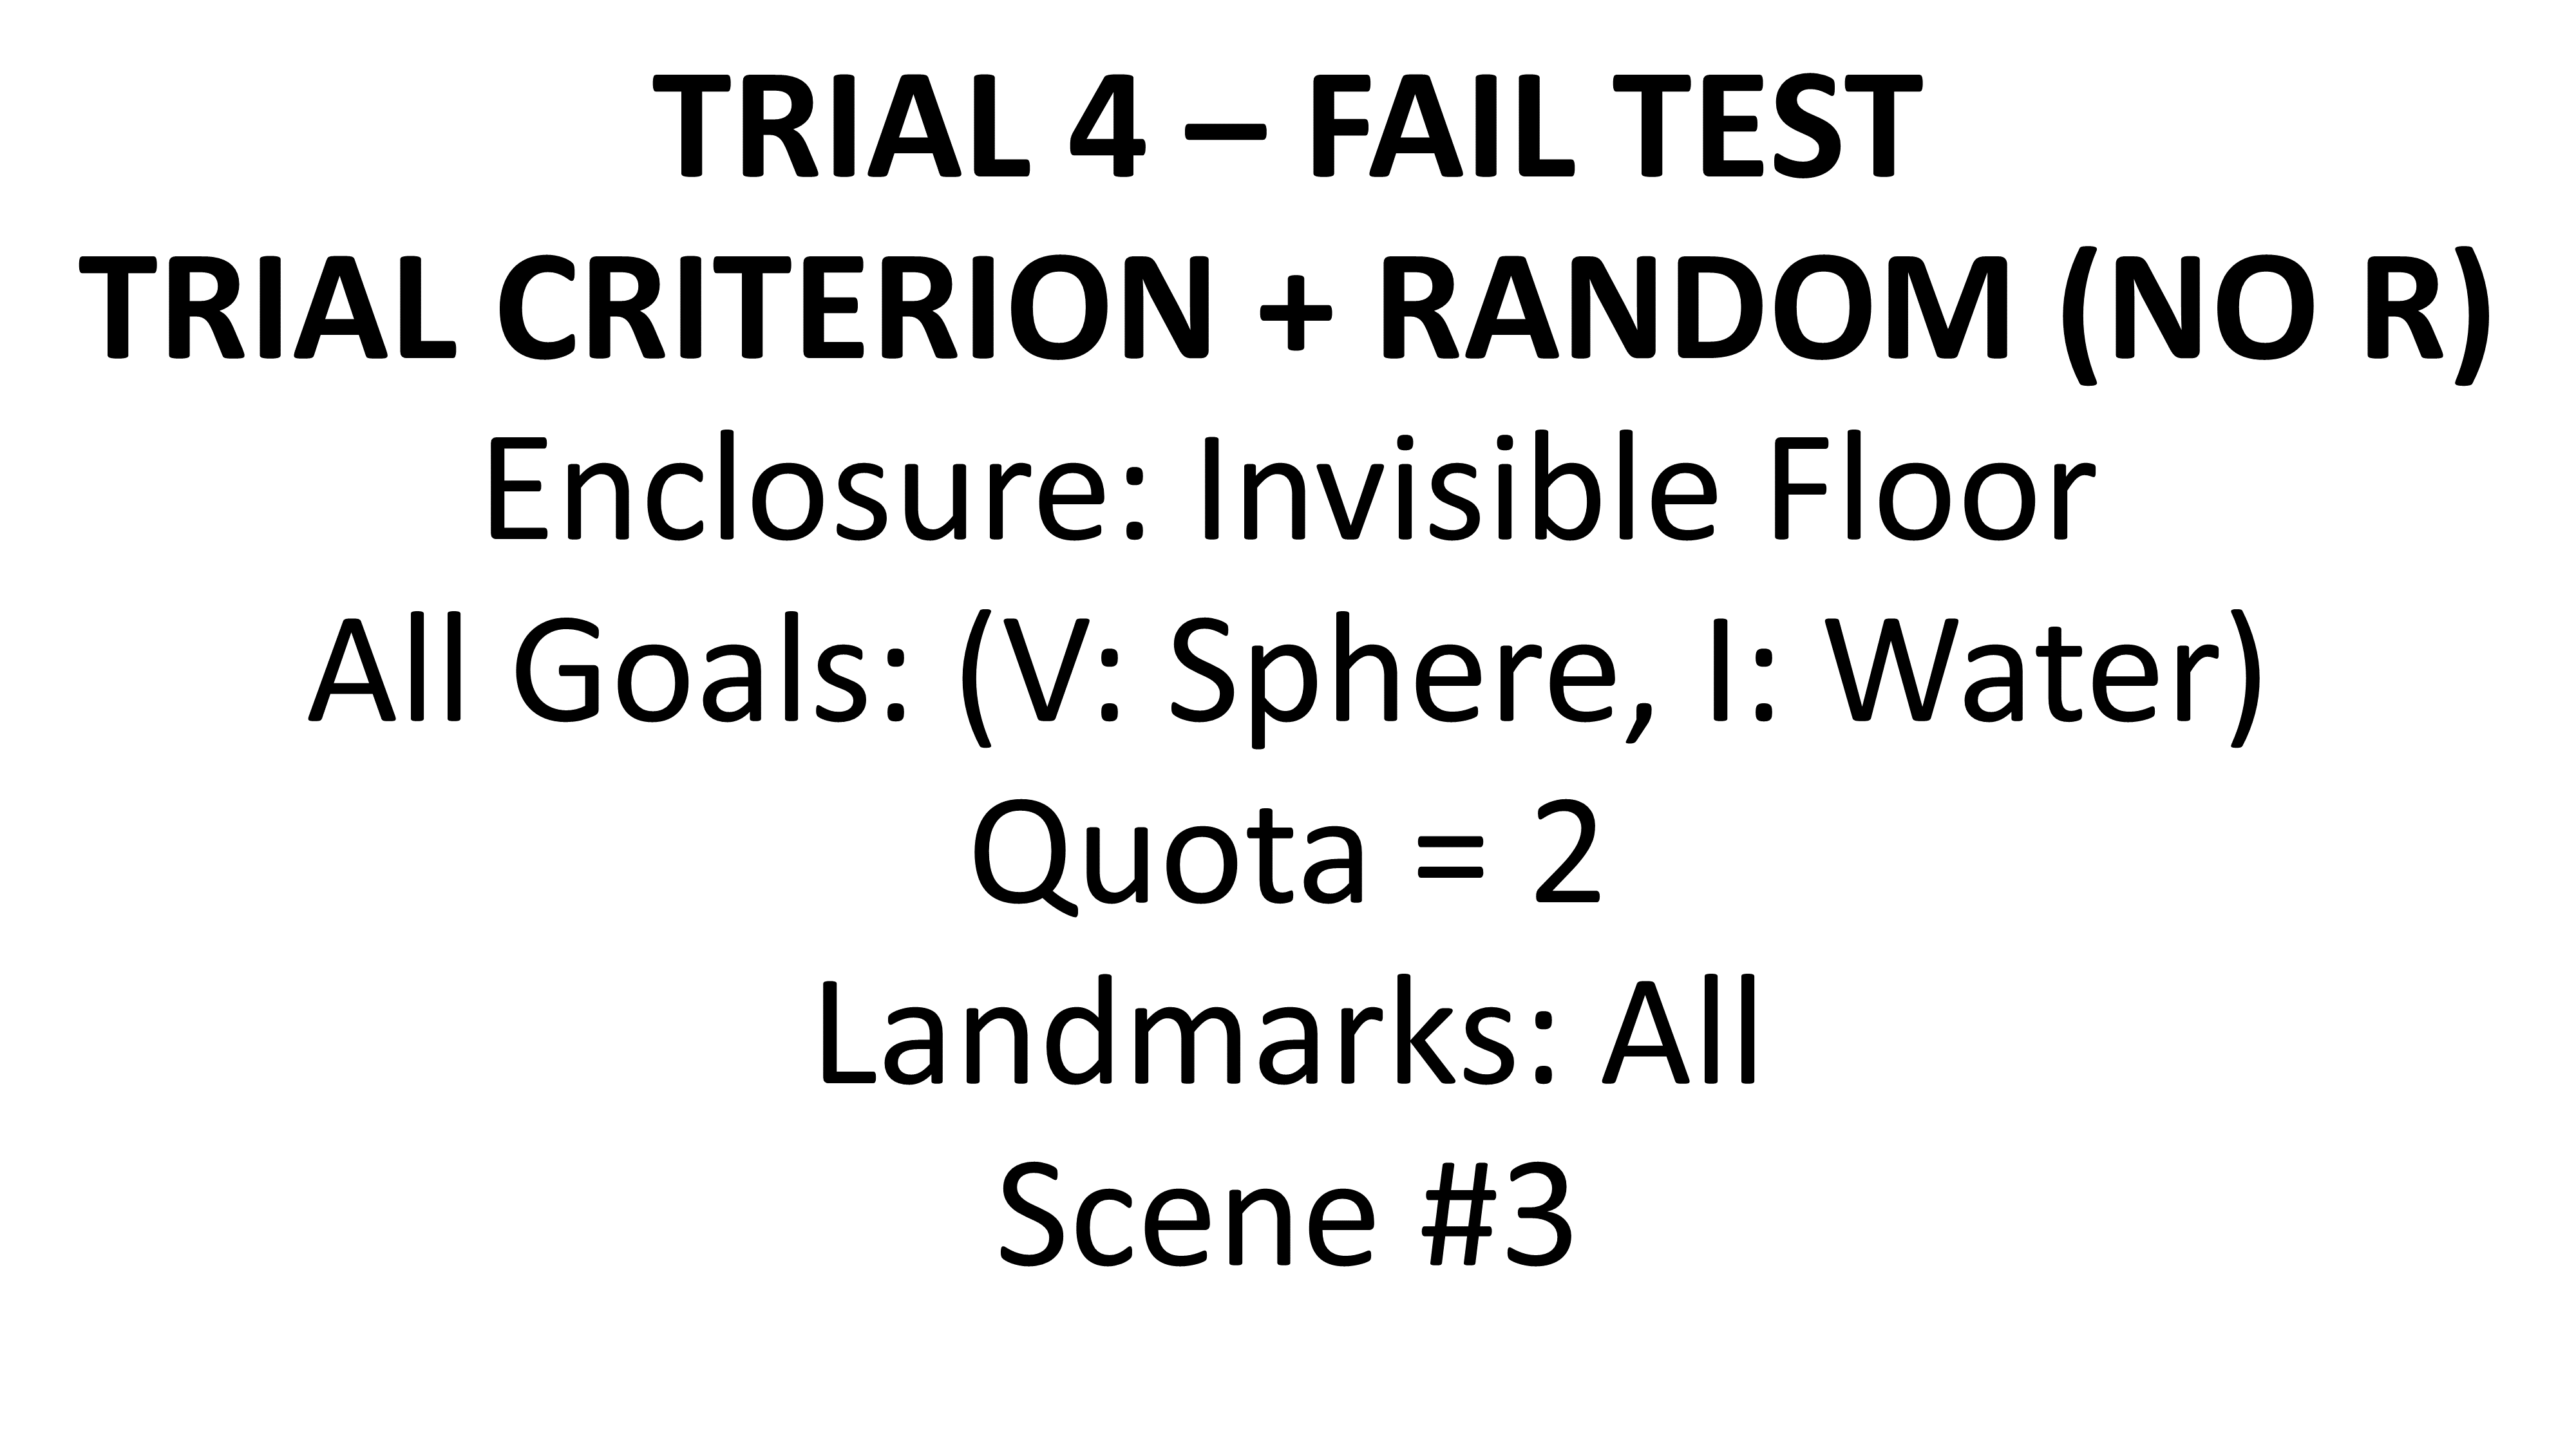 TRIAL 4 – FAIL TEST
TRIAL CRITERION + RANDOM (NO R)
Enclosure: Invisible Floor
All Goals: (V: Sphere, I: Water)
Quota = 2
Landmarks: All
Scene #3